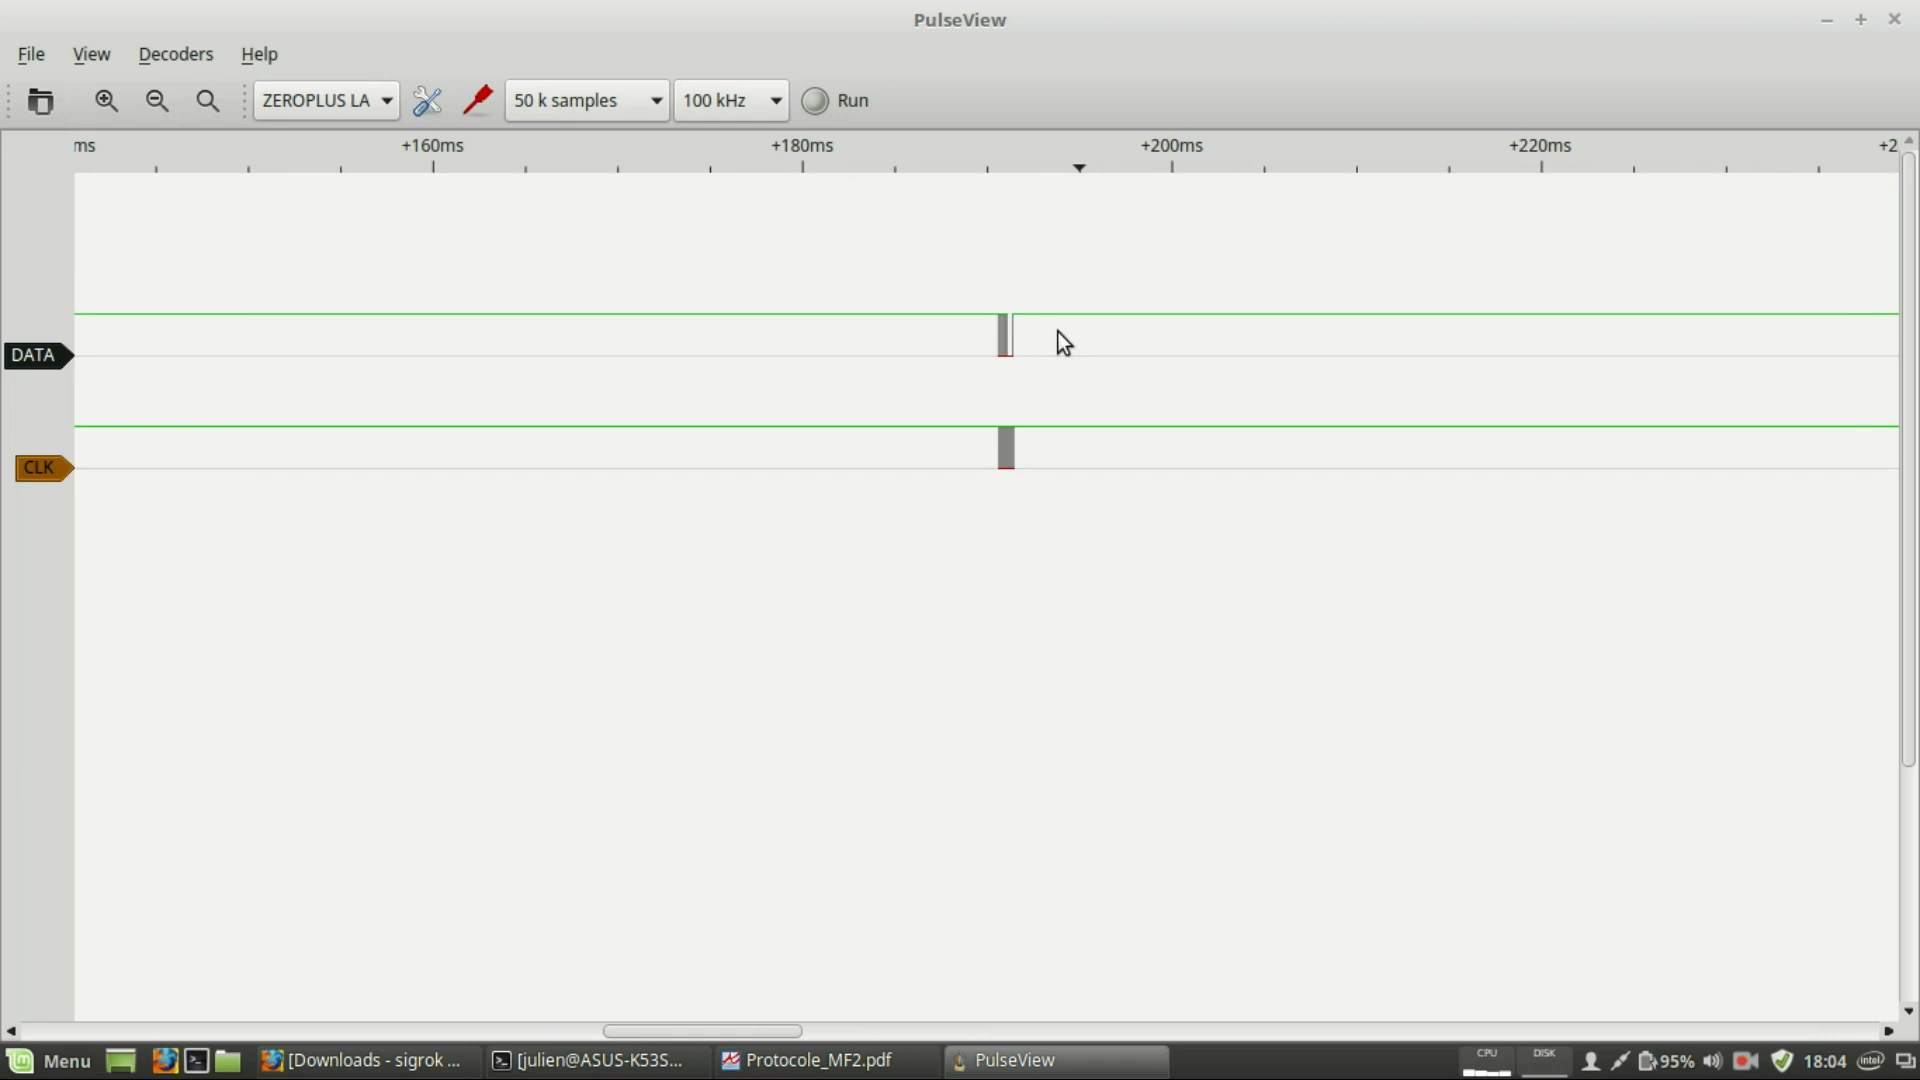 PulseView
File View Decoders Help
ZEROPLUS LA 50 k samples 100 kHz Run
ms +160ms +180ms +200ms +220ms +2
DATA
CLK
Menu [Downloads - sigrok ... [julien@ASUS-K53S... Protocole_MF2.pdf PulseView CPU DISK 95% 18:04 intel